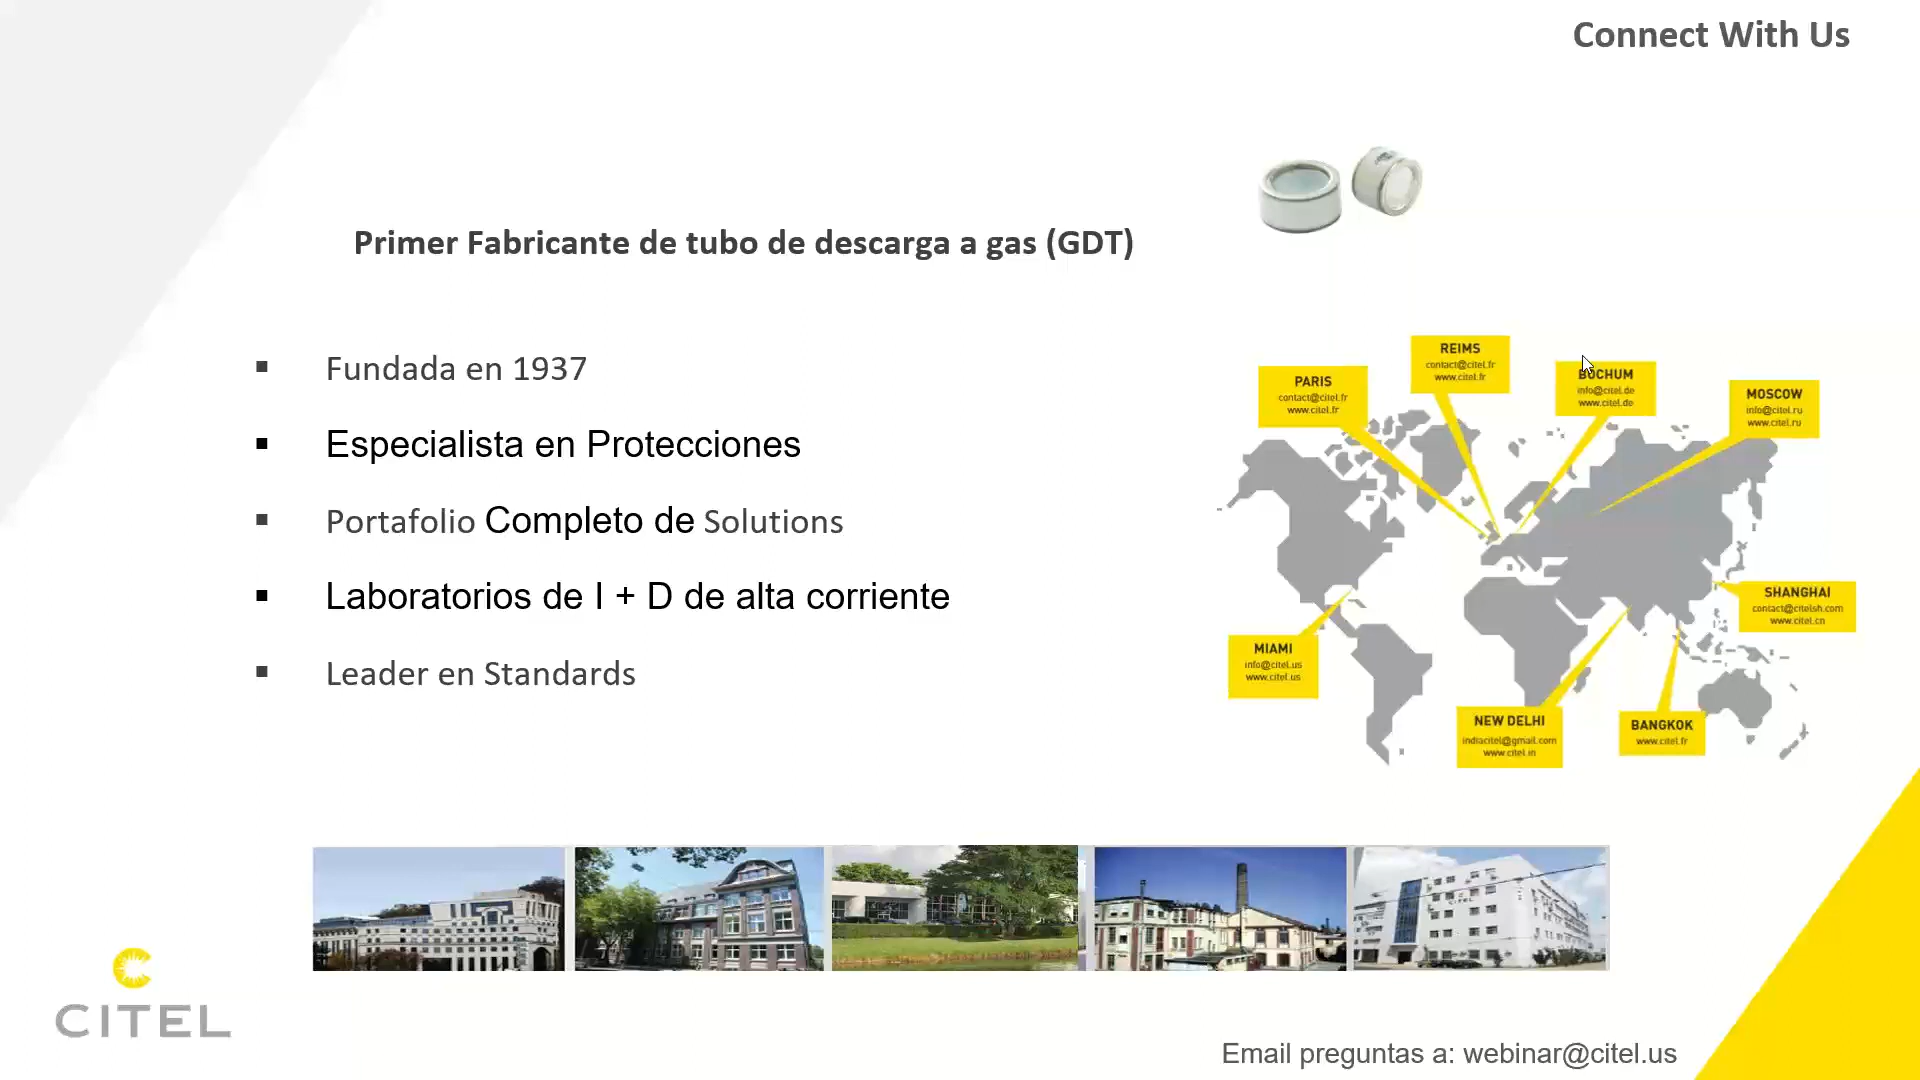 Connect With Us
Primer Fabricante de tubo de descarga a gas (GDT)
▪ Fundada en 1937
▪ Especialista en Protecciones
▪ Portafolio Completo de Solutions
▪ Laboratorios de I + D de alta corriente
▪ Leader en Standards
REIMS
contact@citel.fr
www.citel.fr
PARIS
contact@citel.fr
www.citel.fr
BOCHUM
info@citel.de
www.citel.de
MOSCOW
info@citel.ru
www.citel.ru
SHANGHAI
contact@citelsh.com
www.citel.cn
MIAMI
info@citel.us
www.citel.us
NEW DELHI
indiacitel@gmail.com
www.citel.in
BANGKOK
www.citel.fr
CITEL
CITEL
Email preguntas a: webinar@citel.us